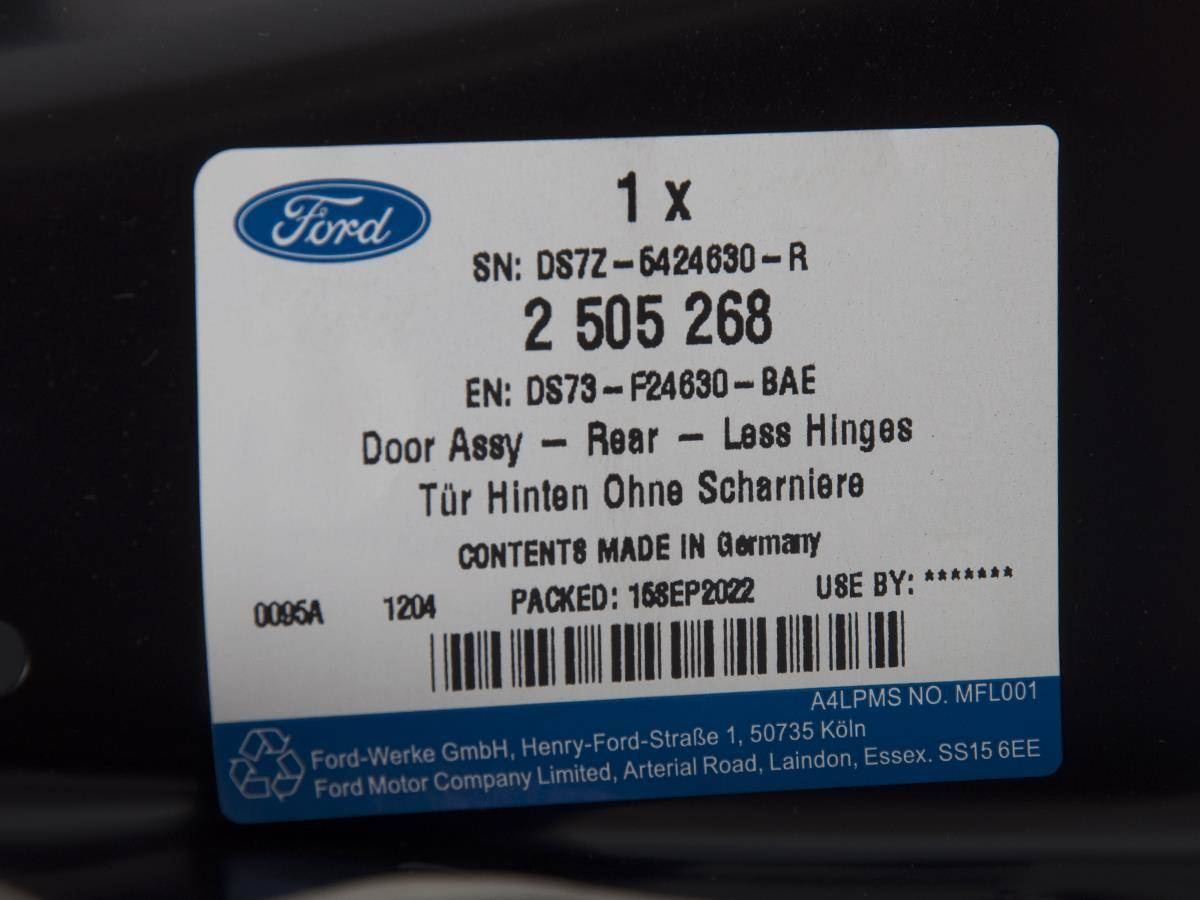 Ford
1 x
SN: DS7Z-5424630-R
2 505 268
EN: DS73-F24630-BAE
Door Assy - Rear - Less Hinges
Tür Hinten Ohne Scharniere
CONTENTS MADE IN Germany
0095A 1204 PACKED: 15SEP2022 USE BY: *******
A4LPMS NO. MFL001
Ford-Werke GmbH, Henry-Ford-Straße 1, 50735 Köln
Ford Motor Company Limited, Arterial Road, Laindon, Essex. SS15 6EE